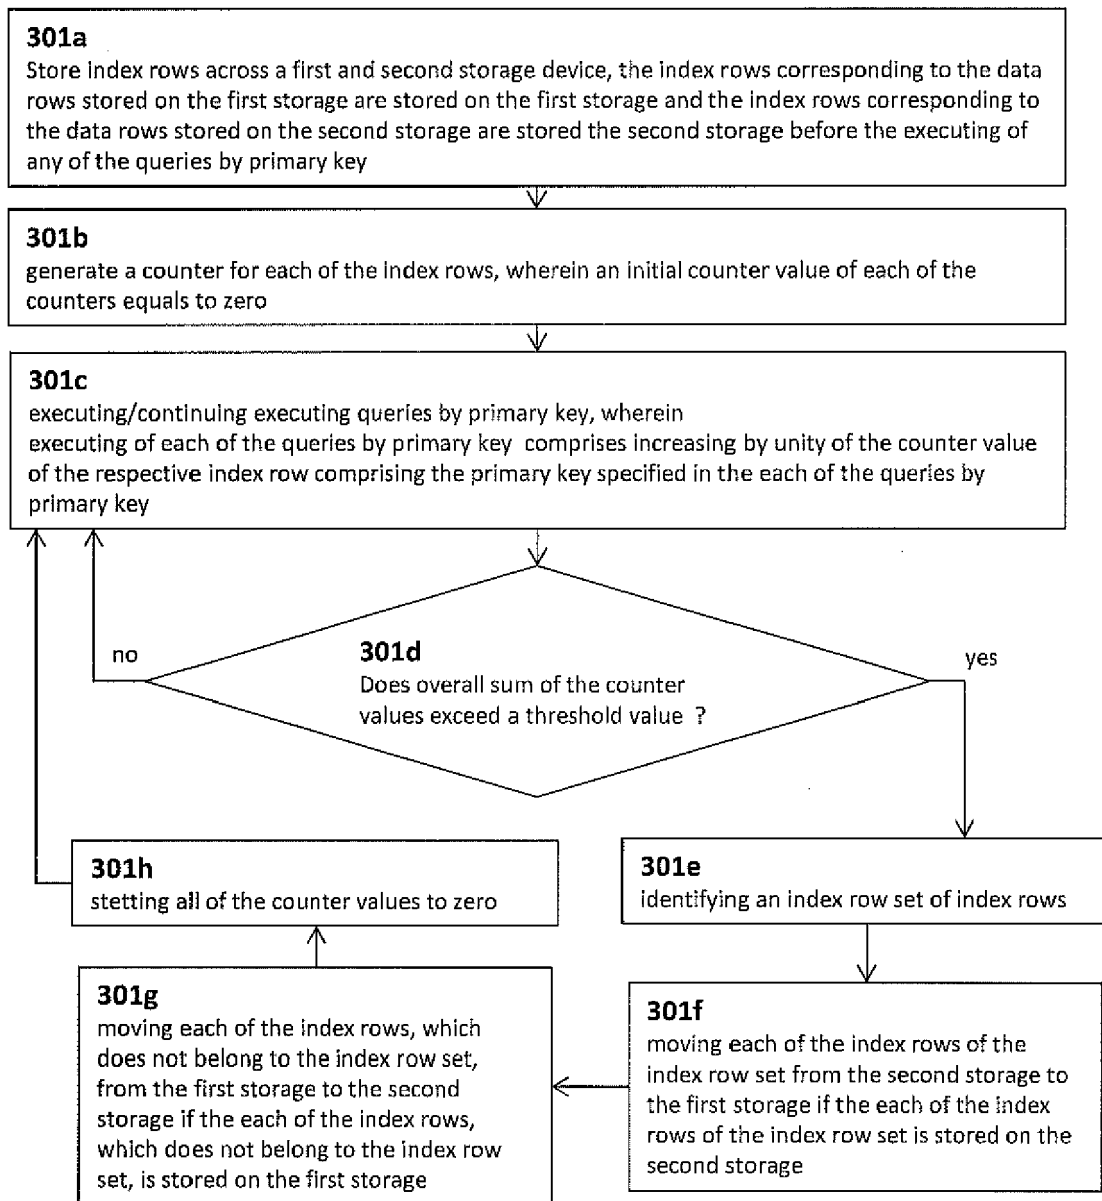 301a
Store index rows across a first and second storage device, the index rows corresponding to the data
rows stored on the first storage are stored on the first storage and the index rows corresponding to
the data rows stored on the second storage are stored the second storage before the executing of
any of the queries by primary key
301b
generate a counter for each of the index rows, wherein an initial counter value of each of the
counters equals to zero
301c
executing/continuing executing queries by primary key, wherein
executing of each of the queries by primary key comprises increasing by unity of the counter value
of the respective index row comprising the primary key specified in the each of the queries by
primary key
no
301d
yes
Does overall sum of the counter
values exceed a threshold value ?
301h
stetting all of the counter values to zero
301e
identifying an index row set of index rows
301g
moving each of the index rows, which
does not belong to the index row set,
from the first storage to the second
storage if the each of the index rows,
which does not belong to the index row
set, is stored on the first storage
301f
moving each of the index rows of the
index row set from the second storage to
the first storage if the each of the index
rows of the index row set is stored on the
second storage